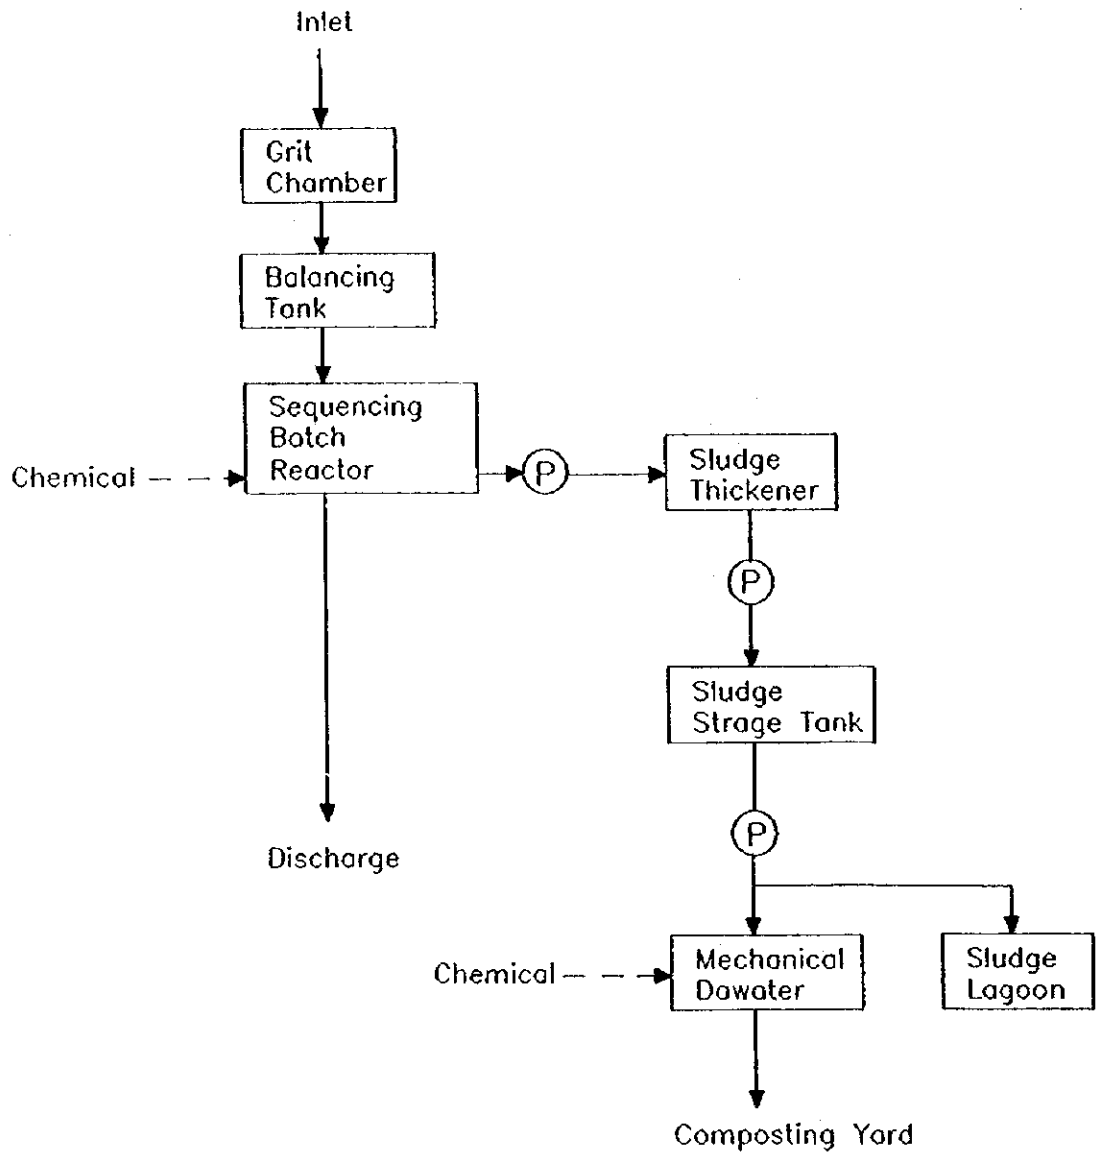 Inlet
Grit
Chamber
Balancing
Tank
Sequencing
Batch
Reactor
Chemical
P
Sludge
Thickener
P
Sludge
Strage Tank
P
Discharge
Chemical
Mechanical
Dawater
Sludge
Lagoon
Composting Yard